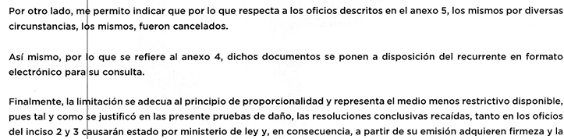 Por otro lado, me permito indicar que por lo que respecta a los oficios descritos en el anexo 5, los mismos por diversas
circunstancias, los mismos, fueron cancelados.
Así mismo, por lo que se refiere al anexo 4, dichos documentos se ponen a disposición del recurrente en formato
electrónico para su consulta.
Finalmente, la limitación se adecua al principio de proporcionalidad y representa el medio menos restrictivo disponible,
pues tal y como se justificó en las presente pruebas de daño, las resoluciones conclusivas recaídas, tanto en los oficios
del inciso 2 y 3 causarán estado por ministerio de ley y, en consecuencia, a partir de su emisión adquieren firmeza y la